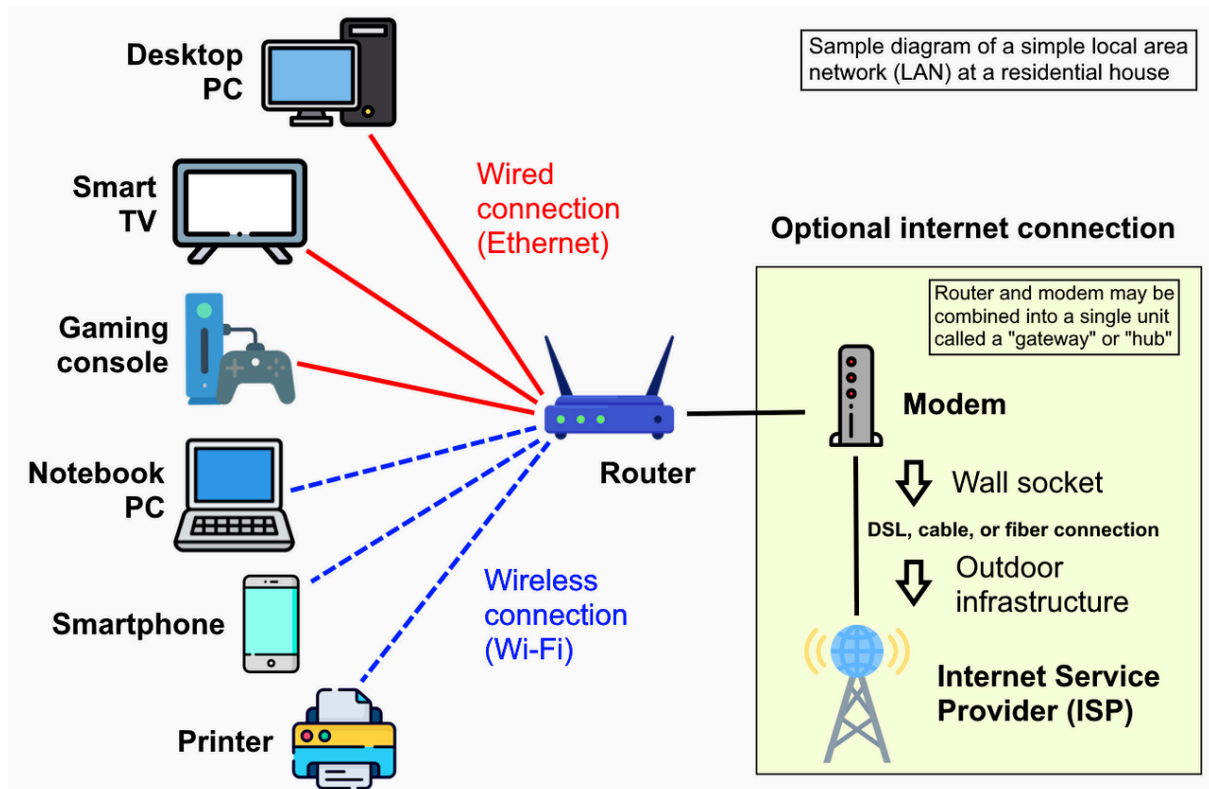 Desktop
PC
Sample diagram of a simple local area
network (LAN) at a residential house
Smart
TV
Wired
connection
(Ethernet)
Optional internet connection
Gaming
console
Router and modem may be
combined into a single unit
called a "gateway" or "hub"
Modem
Router
Notebook
PC
Wall socket
DSL, cable, or fiber connection
Outdoor
infrastructure
Smartphone
Wireless
connection
(Wi-Fi)
Internet Service
Provider (ISP)
Printer